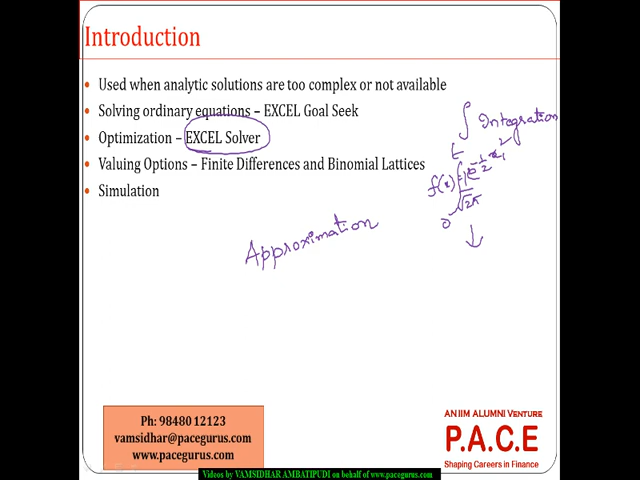 Introduction
• Used when analytic solutions are too complex or not available
• Solving ordinary equations – EXCEL Goal Seek
• Optimization – EXCEL Solver
• Valuing Options – Finite Differences and Binomial Lattices
• Simulation
∫ Integration
f(x) =
√2π
0
Approximation
Ph: 98480 12123
vamsidhar@pacegurus.com
www.pacegurus.com
AN IIM ALUMNI VENTURE
P.A.C.E
Shaping Careers in Finance
Videos by VAMSIDHAR AMBATIPUDI on behalf of www.pacegurus.com